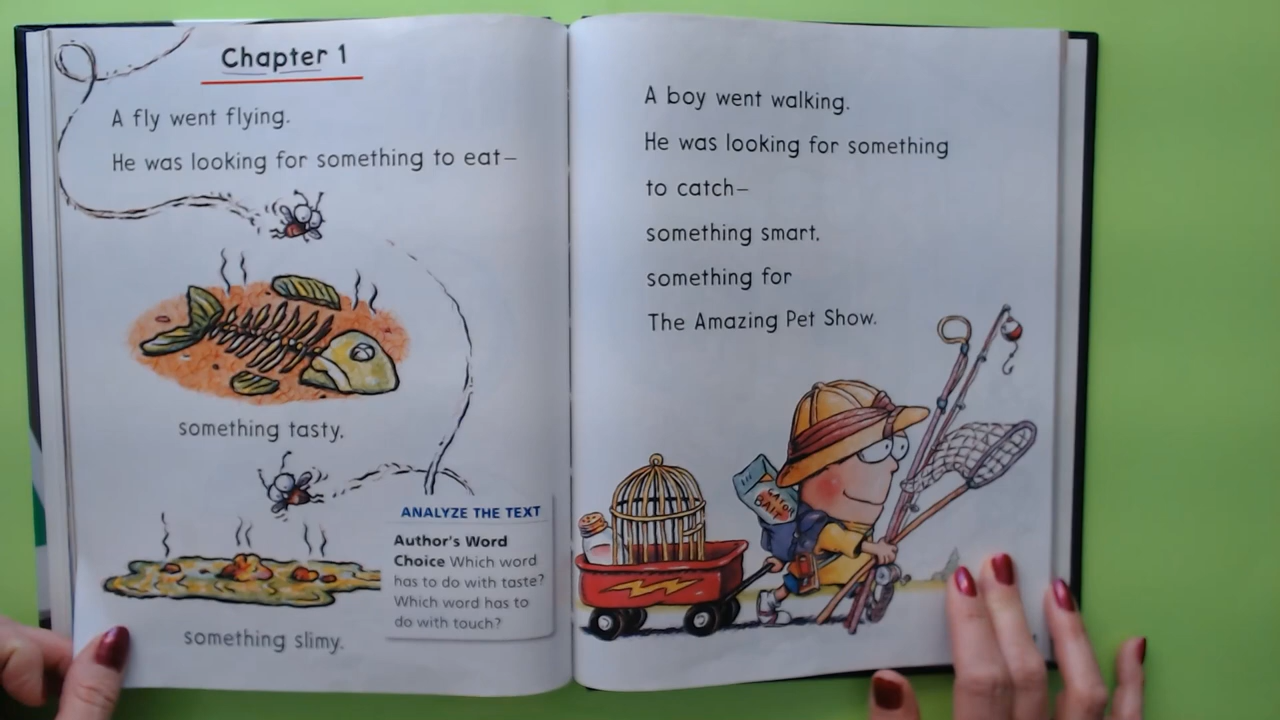 Chapter 1
A fly went flying.
He was looking for something to eat–
something tasty.
something slimy.
ANALYZE THE TEXT
Author's Word
Choice Which word
has to do with taste?
Which word has to
do with touch?
A boy went walking.
He was looking for something
to catch–
something smart,
something for
The Amazing Pet Show.
GATOR
BAIT